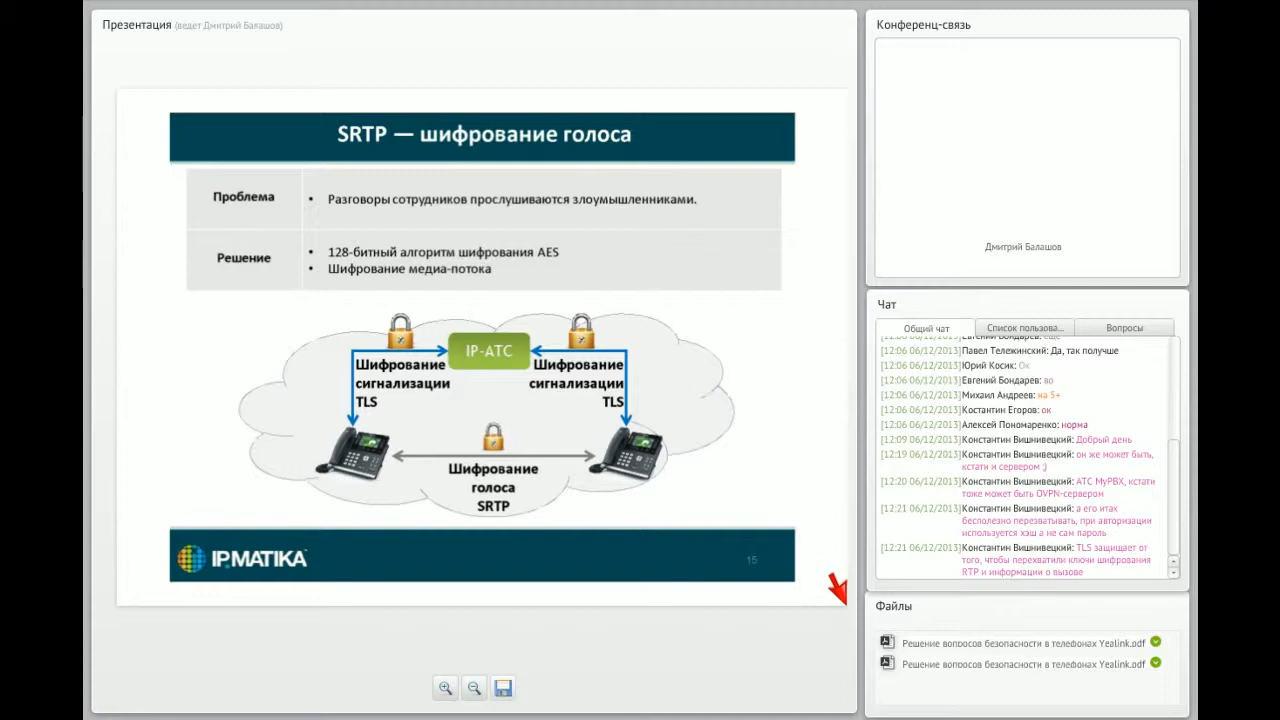 Презентация (ведет Дмитрий Балашов)
SRTP — шифрование голоса
Проблема
• Разговоры сотрудников прослушиваются злоумышленниками.
Решение
• 128-битный алгоритм шифрования AES
• Шифрование медиа-потока
IP-АТС
Шифрование
сигнализации
TLS
Шифрование
сигнализации
TLS
Шифрование
голоса
SRTP
IPMATIKA
15
Конференц-связь
Дмитрий Балашов
Чат
Общий чат
Список пользова...
Вопросы
[12:06 06/12/2013] Павел Тележинский: Да, так получше
[12:06 06/12/2013] Юрий Косик: Ок
[12:06 06/12/2013] Евгений Бондарев: во
[12:06 06/12/2013] Михаил Андреев: на 5+
[12:06 06/12/2013] Костантин Егоров: ок
[12:06 06/12/2013] Алексей Пономаренко: норма
[12:09 06/12/2013] Константин Вишнивецкий: Добрый день
[12:19 06/12/2013] Константин Вишнивецкий: он же может быть,
кстати и сервером ;)
[12:20 06/12/2013] Константин Вишнивецкий: АТС MyPBX, кстати
тоже может быть OVPN-сервером
[12:21 06/12/2013] Константин Вишнивецкий: а его итак
бесполезно перезватывать, при авторизации
используется хэш а не сам пароль
[12:21 06/12/2013] Константин Вишнивецкий: TLS защищает от
того, чтобы перехватили ключи шифрования
RTP и информации о вызове
Файлы
Решение вопросов безопасности в телефонах Yealink.pdf
Решение вопросов безопасности в телефонах Yealink.pdf